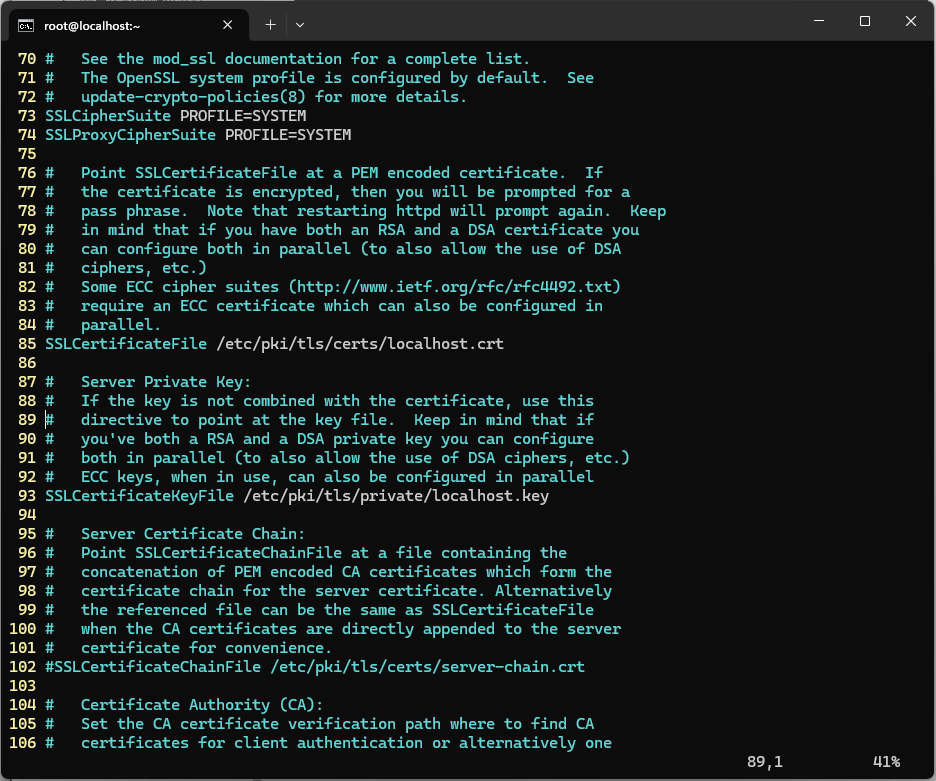 root@localhost:~
70 #   See the mod_ssl documentation for a complete list.
71 #   The OpenSSL system profile is configured by default.  See
72 #   update-crypto-policies(8) for more details.
73 SSLCipherSuite PROFILE=SYSTEM
74 SSLProxyCipherSuite PROFILE=SYSTEM
75
76 #   Point SSLCertificateFile at a PEM encoded certificate.  If
77 #   the certificate is encrypted, then you will be prompted for a
78 #   pass phrase.  Note that restarting httpd will prompt again.  Keep
79 #   in mind that if you have both an RSA and a DSA certificate you
80 #   can configure both in parallel (to also allow the use of DSA
81 #   ciphers, etc.)
82 #   Some ECC cipher suites (http://www.ietf.org/rfc/rfc4492.txt)
83 #   require an ECC certificate which can also be configured in
84 #   parallel.
85 SSLCertificateFile /etc/pki/tls/certs/localhost.crt
86
87 #   Server Private Key:
88 #   If the key is not combined with the certificate, use this
89 #   directive to point at the key file.  Keep in mind that if
90 #   you've both a RSA and a DSA private key you can configure
91 #   both in parallel (to also allow the use of DSA ciphers, etc.)
92 #   ECC keys, when in use, can also be configured in parallel
93 SSLCertificateKeyFile /etc/pki/tls/private/localhost.key
94
95 #   Server Certificate Chain:
96 #   Point SSLCertificateChainFile at a file containing the
97 #   concatenation of PEM encoded CA certificates which form the
98 #   certificate chain for the server certificate. Alternatively
99 #   the referenced file can be the same as SSLCertificateFile
100 #   when the CA certificates are directly appended to the server
101 #   certificate for convenience.
102 #SSLCertificateChainFile /etc/pki/tls/certs/server-chain.crt
103
104 #   Certificate Authority (CA):
105 #   Set the CA certificate verification path where to find CA
106 #   certificates for client authentication or alternatively one
89,1 41%